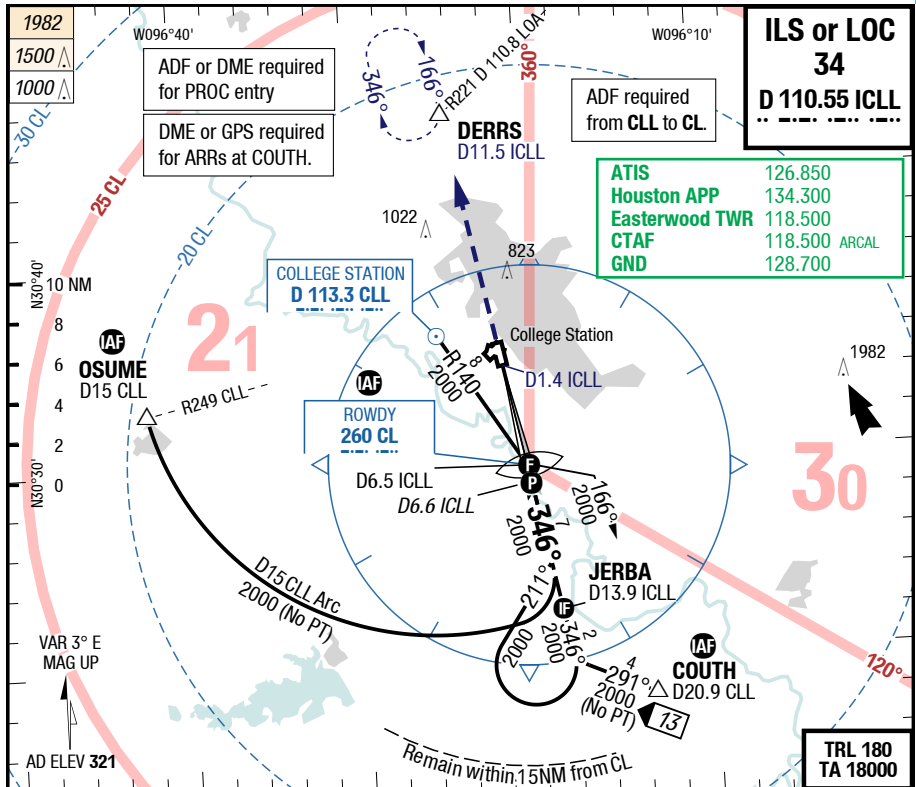 1982
1500
1000
W096°40'
W096°10'
ILS or LOC
34
D 110.55 ICLL
ADF or DME required
for PROC entry
DME or GPS required
for ARRs at COUTH.
ADF required
from CLL to CL.
346°
166°
R221 D 110.8 LOA
DERRS
D11.5 ICLL
360°
ATIS 126.850
Houston APP 134.300
Easterwood TWR 118.500
CTAF 118.500 ARCAL
GND 128.700
30 CL
25 CL
20 CL
1022
823
COLLEGE STATION
D 113.3 CLL
N30°40'
10 NM
8
6
4
2
0
N30°30'
21
IAF
OSUME
D15 CLL
R249 CLL
College Station
D1.4 ICLL
R140
8
2000
IAF
ROWDY
260 CL
1982
30
F
D6.5 ICLL
P
D6.6 ICLL
346°
7
2000
166°
2000
D15 CLL Arc
2000 (No PT)
211°
2000
JERBA
D13.9 ICLL
IF
346°
2
2000
IAF
COUTH
D20.9 CLL
4
291°
2000
(No PT)
13
120°
VAR 3° E
MAG UP
AD ELEV 321
Remain within 15NM from CL
TRL 180
TA 18000